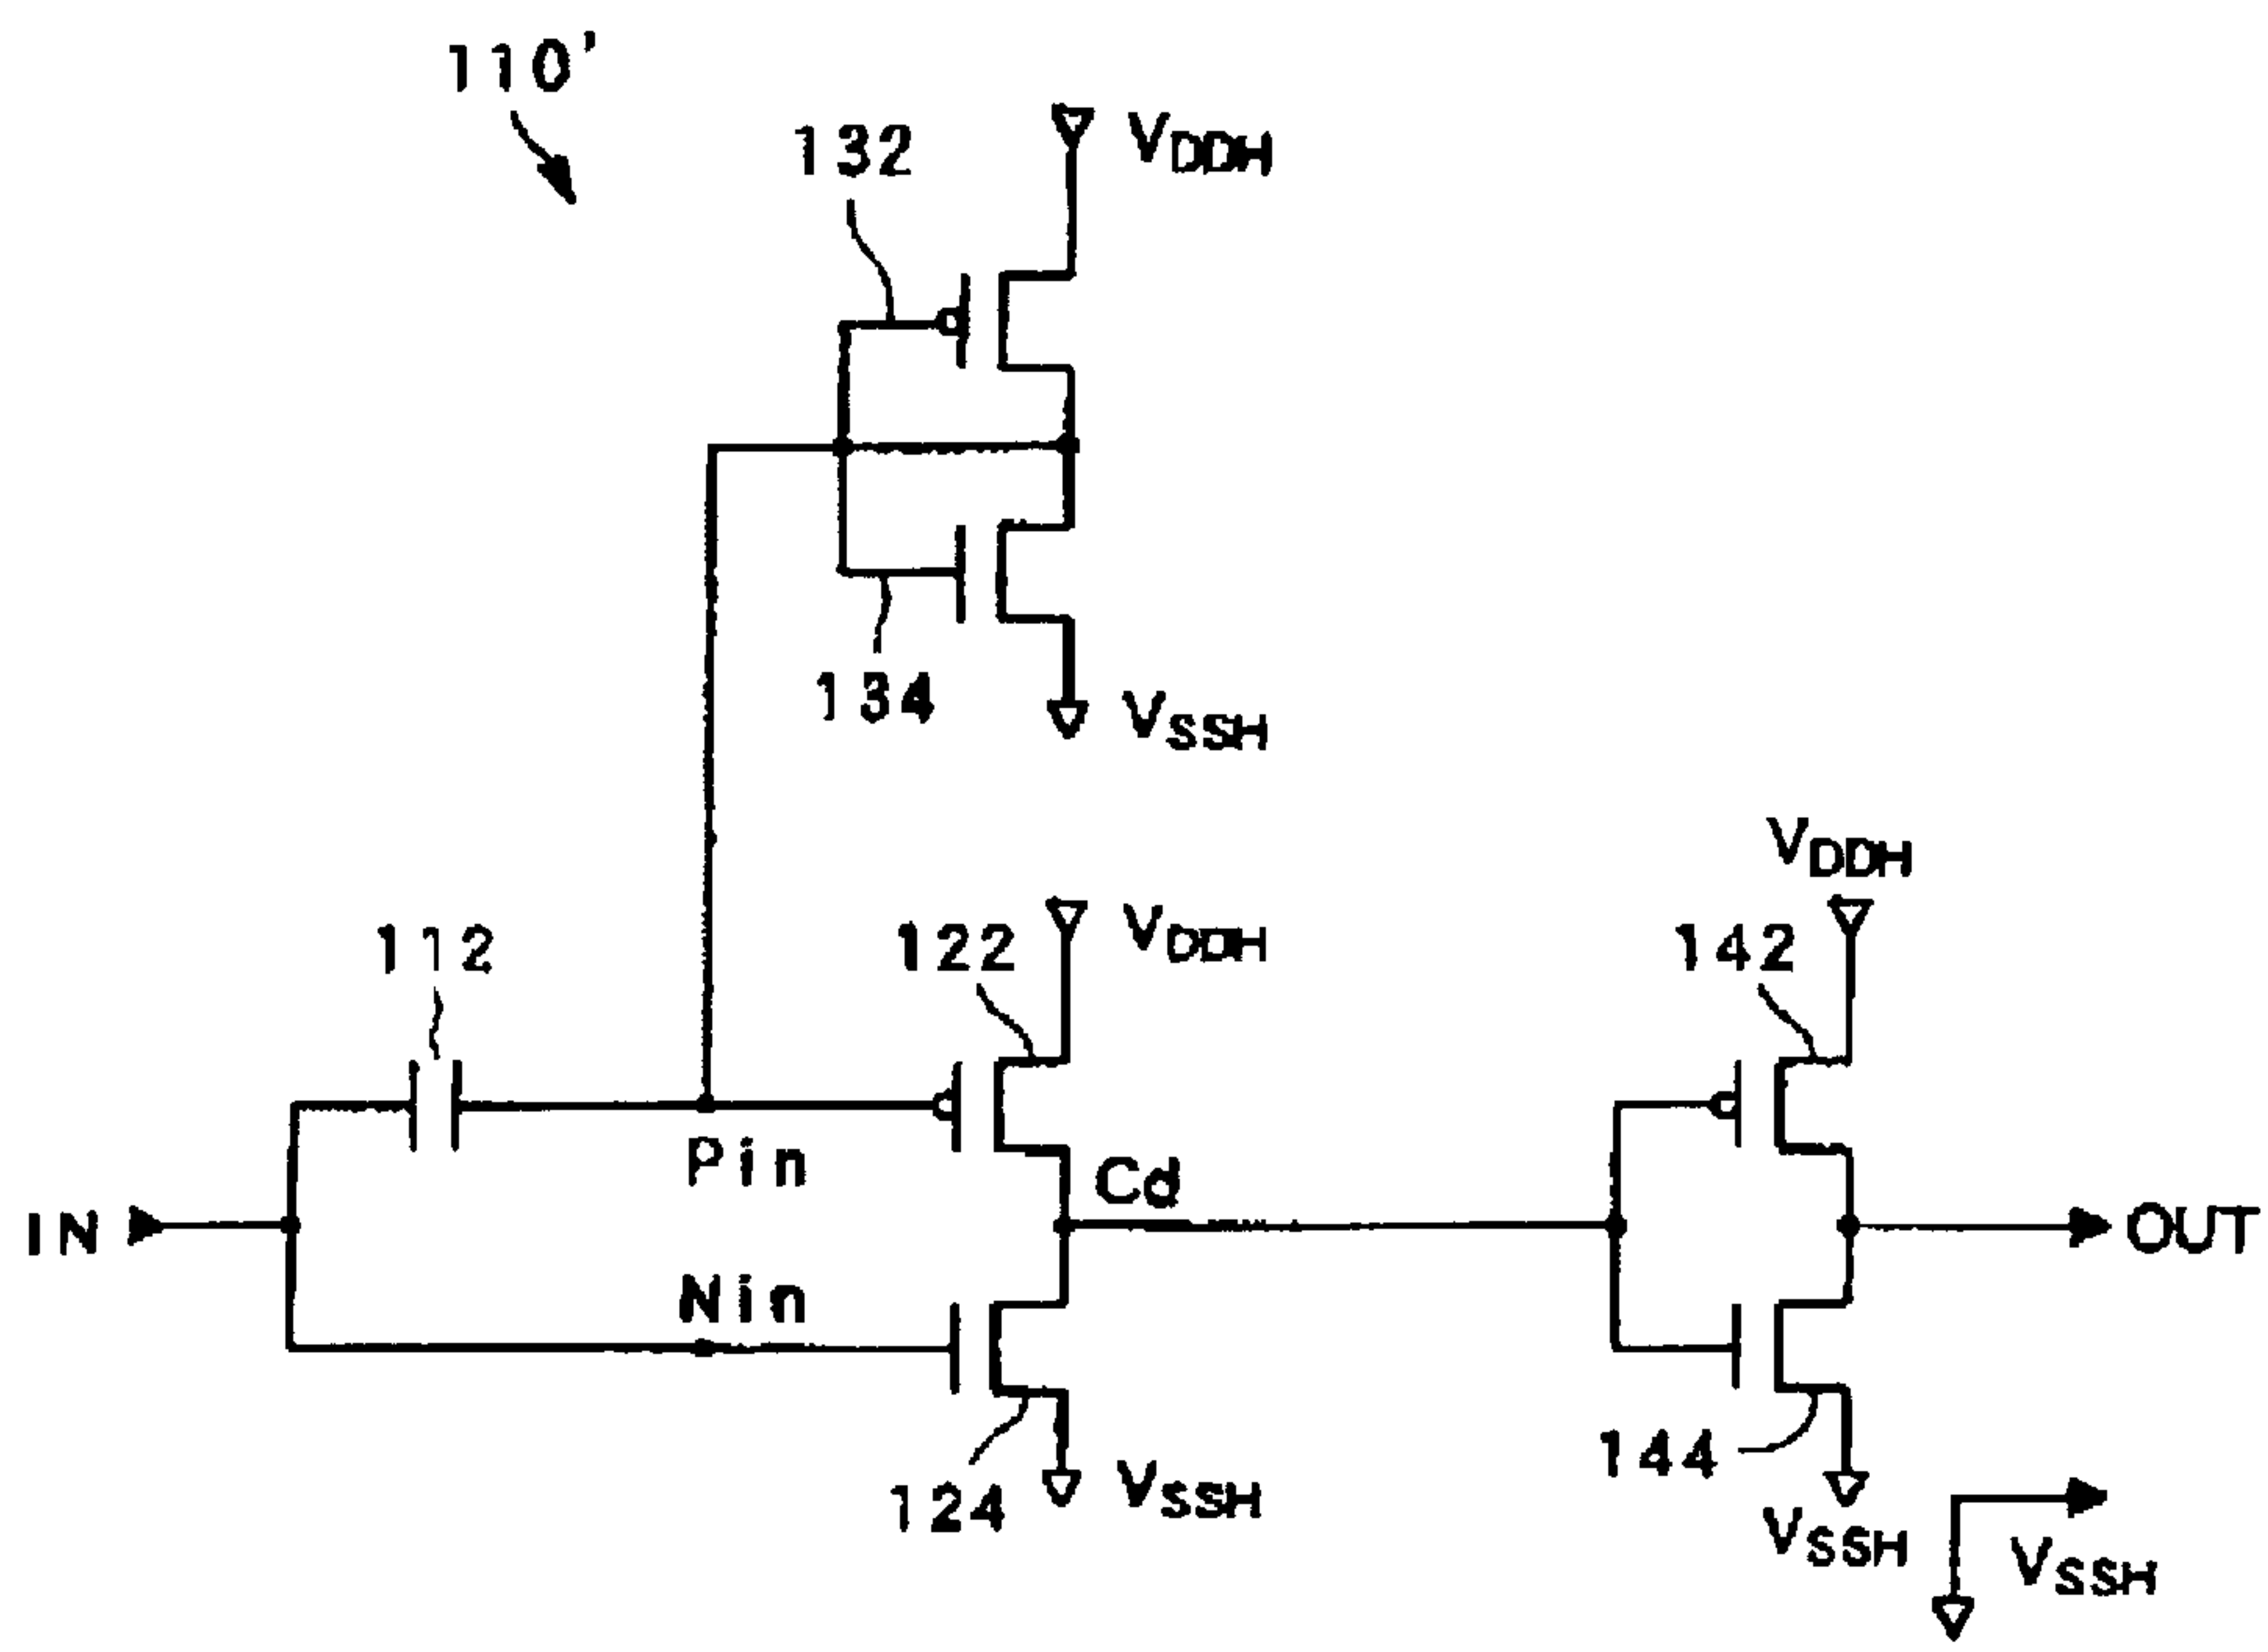 110'
132
VDDH
134
VSSH
VDDH
112
122
VDDH
142
Pin
Cd
IN
OUT
Nin
144
124
VSSH
VSSH
VSSH